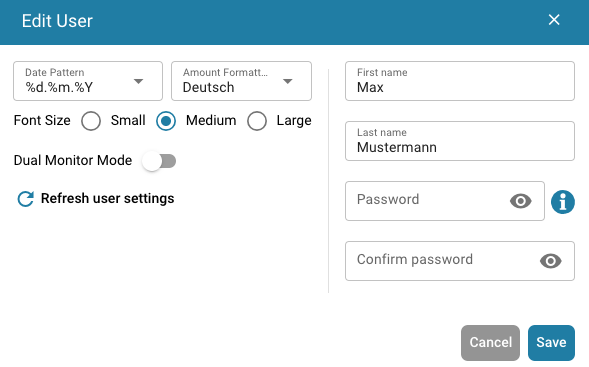 Edit User
Date Pattern
%d.%m.%Y
Amount Formatt...
Deutsch
Font Size Small Medium Large
Dual Monitor Mode
Refresh user settings
First name
Max
Last name
Mustermann
Password
Confirm password
Cancel Save